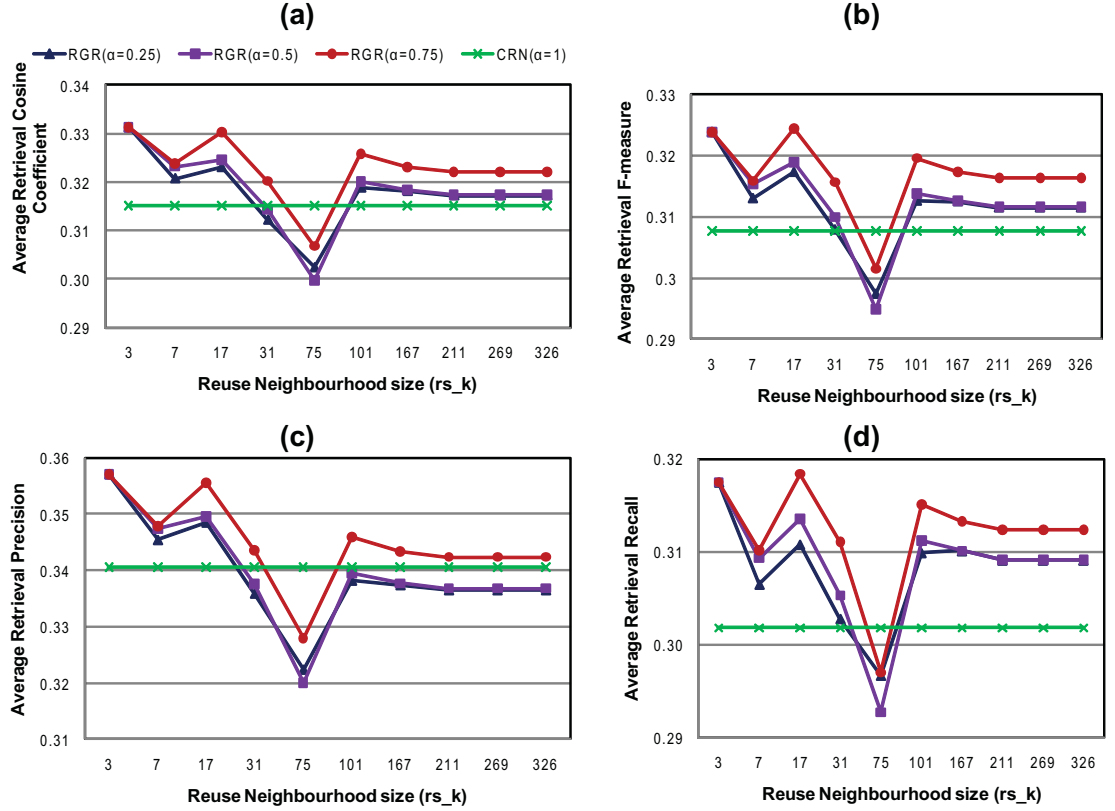 (a)
RGR(α=0.25) RGR(α=0.5) RGR(α=0.75) CRN(α=1)
Average Retrieval Cosine
Coefficient
0.34
0.33
0.32
0.31
0.30
0.29
3 7 17 31 75 101 167 211 269 326
Reuse Neighbourhood size (rs_k)
(b)
Average Retrieval F-measure
0.33
0.32
0.31
0.3
0.29
3 7 17 31 75 101 167 211 269 326
Reuse Neighbourhood size (rs_k)
(c)
Average Retrieval Precision
0.36
0.35
0.34
0.33
0.32
0.31
3 7 17 31 75 101 167 211 269 326
Reuse Neighbourhood size (rs_k)
(d)
Average Retrieval Recall
0.32
0.31
0.30
0.29
3 7 17 31 75 101 167 211 269 326
Reuse Neighbourhood size (rs_k)